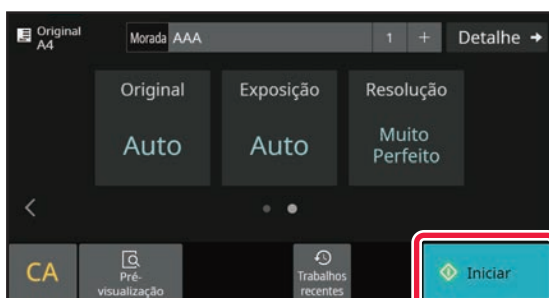 Original
A4
Morada AAA 1 + Detalhe
Original Exposição Resolução
Auto Auto Muito
Perfeito
CA
Pré-
visualização
Trabalhos
recentes
Iniciar